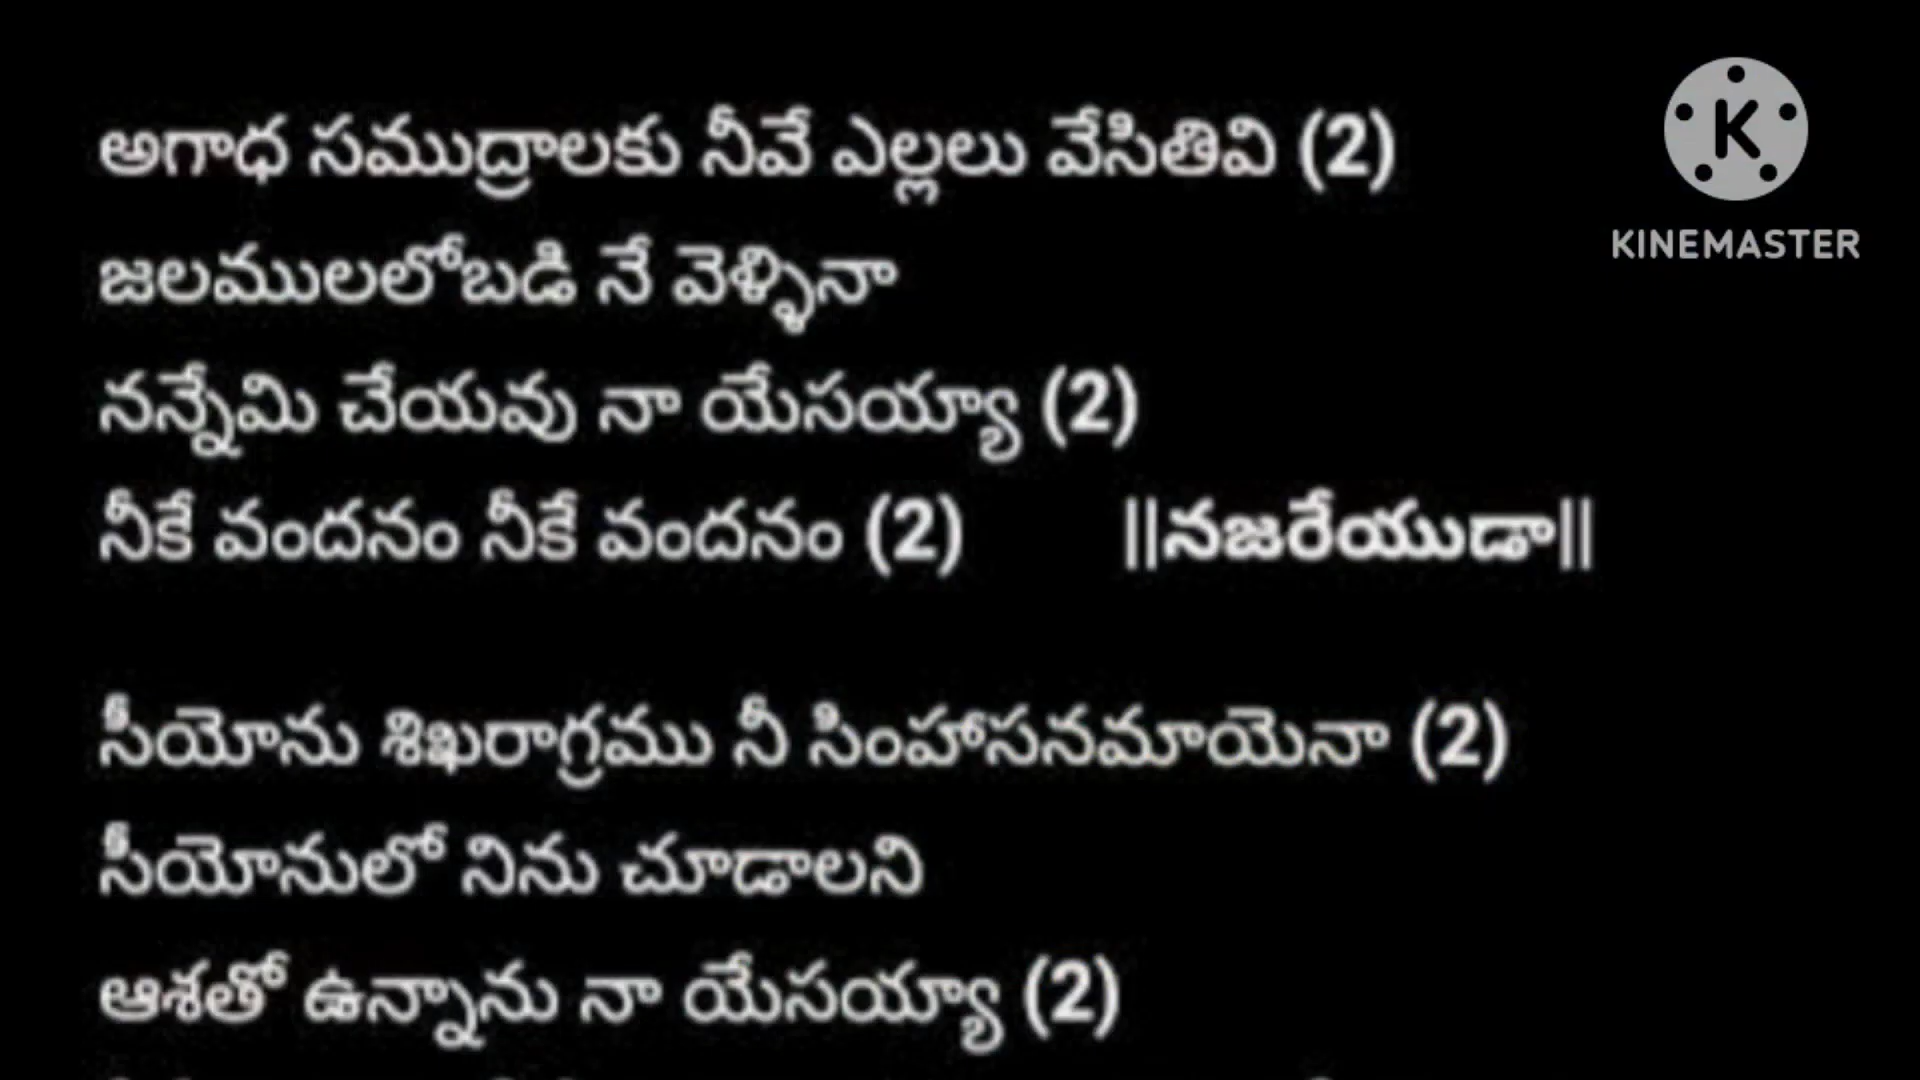 అగాధ సముద్రాలకు నీవే ఎల్లలు వేసితివి (2)
జలములలోబడి నే వెళ్ళినా
నన్నేమి చేయవు నా యేసయ్యా (2)
నీకే వందనం నీకే వందనం (2) ||నజరేయుడా||
సీయోను శిఖరాగ్రము నీ సింహాసనమాయెనా (2)
సీయోనులో నిను చూడాలని
ఆశతో ఉన్నాను నా యేసయ్యా (2)
K
KINEMASTER